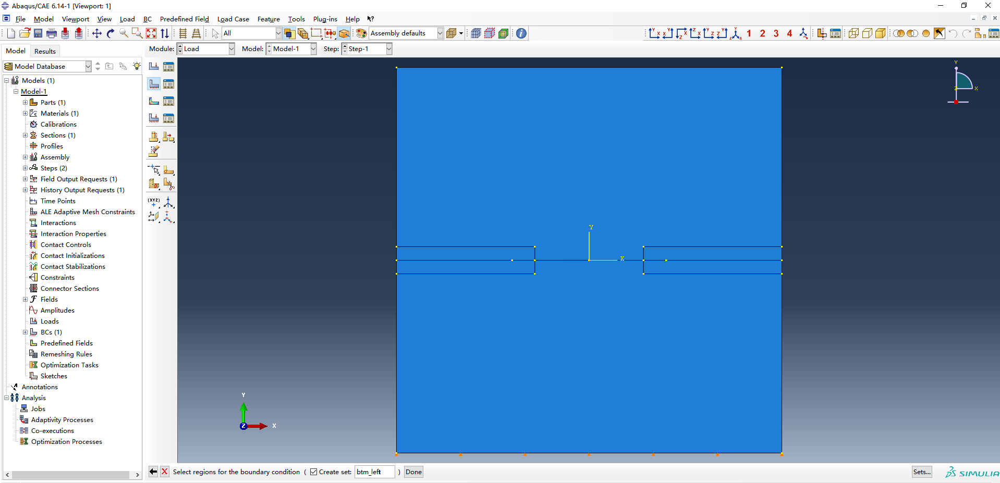 Abaqus/CAE 6.14-1 [Viewport: 1]
File Model Viewport View Load BC Predefined Field Load Case Feature Tools Plug-ins Help
All Assembly defaults 1 2 3 4
Model Results Module: Load Model: Model-1 Step: Step-1
Model Database
Models (1)
Model-1
Parts (1)
Materials (1)
Calibrations
Sections (1)
Profiles
Assembly
Steps (2)
Field Output Requests (1)
History Output Requests (1)
Time Points
ALE Adaptive Mesh Constraints
Interactions
Interaction Properties
Contact Controls
Contact Initializations
Contact Stabilizations
Constraints
Connector Sections
Fields
Amplitudes
Loads
BCs (1)
Predefined Fields
Remeshing Rules
Optimization Tasks
Sketches
Annotations
Analysis
Jobs
Adaptivity Processes
Co-executions
Optimization Processes
(XYZ)
Y
X
Z
Y
X
Y
Z X
Select regions for the boundary condition ( Create set: btm_left ) Done
Sets...
SIMULIA